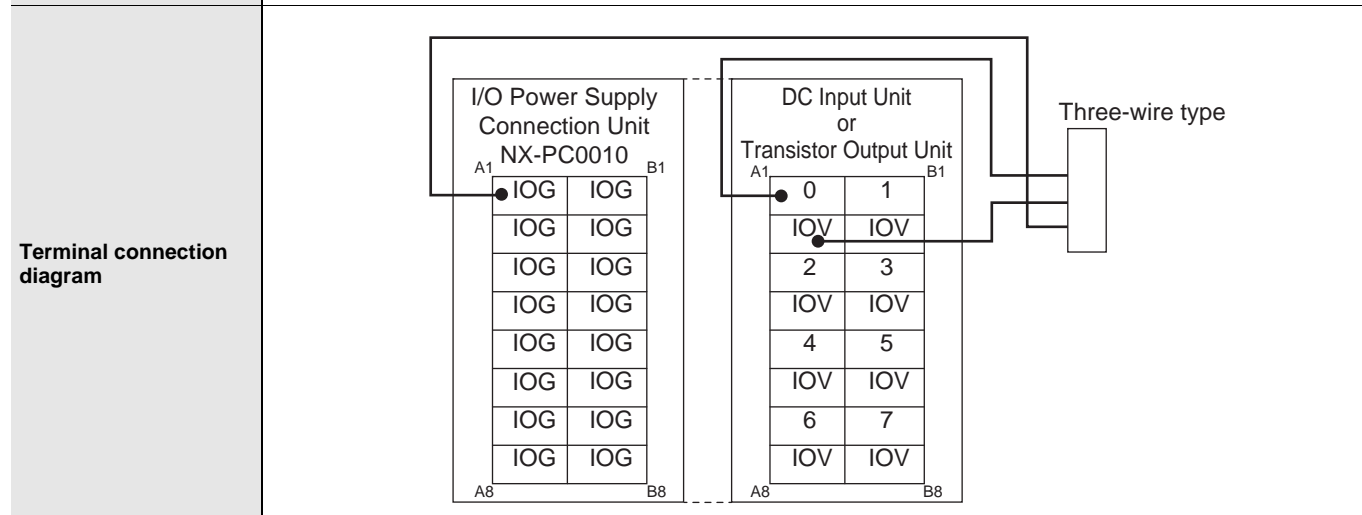 Terminal connection
diagram
I/O Power Supply
Connection Unit
NX-PC0010
A1 B1
IOG IOG
IOG IOG
IOG IOG
IOG IOG
IOG IOG
IOG IOG
IOG IOG
IOG IOG
A8 B8
DC Input Unit
or
Transistor Output Unit
A1 B1
0 1
IOV IOV
2 3
IOV IOV
4 5
IOV IOV
6 7
IOV IOV
A8 B8
Three-wire type